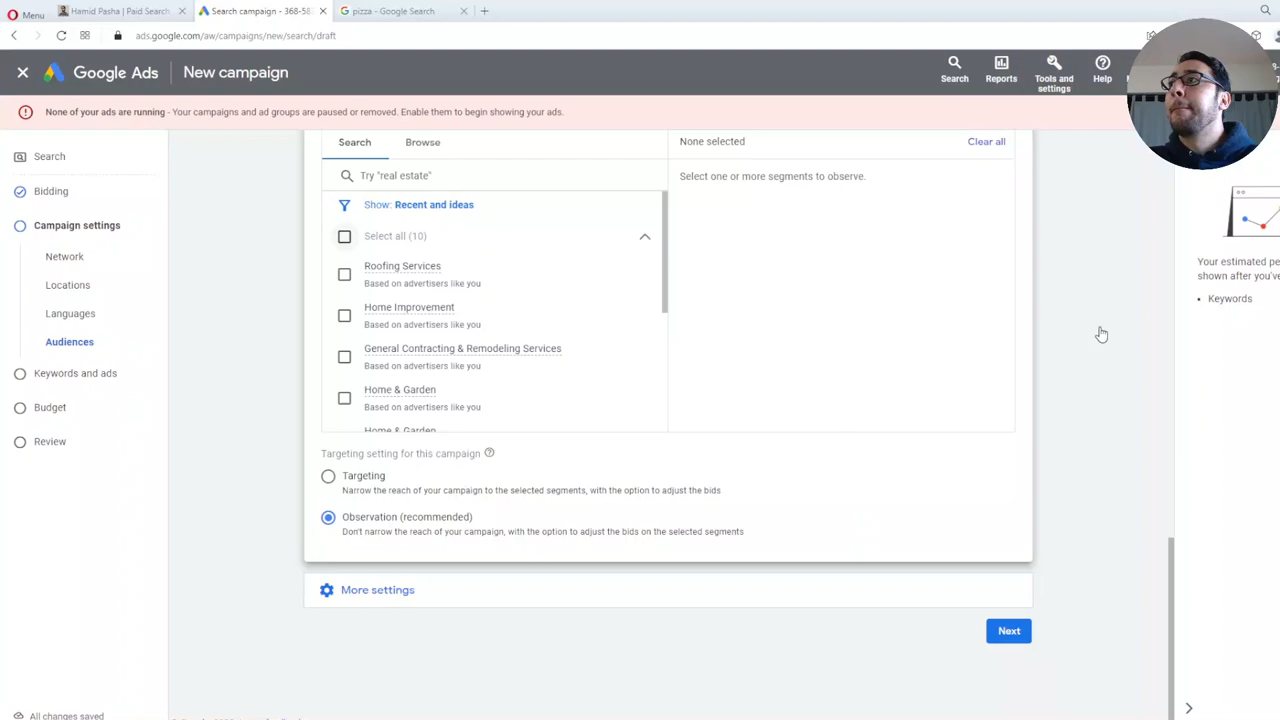 Menu
Hamid Pasha | Paid Search
Search campaign - 368-58
pizza - Google Search
ads.google.com/aw/campaigns/new/search/draft
Google Ads
New campaign
Search
Reports
Tools and settings
Help
None of your ads are running - Your campaigns and ad groups are paused or removed. Enable them to begin showing your ads.
Search
Bidding
Campaign settings
Network
Locations
Languages
Audiences
Keywords and ads
Budget
Review
All changes saved
Search
Browse
None selected
Clear all
Try "real estate"
Select one or more segments to observe.
Show: Recent and ideas
Select all (10)
Roofing Services
Based on advertisers like you
Home Improvement
Based on advertisers like you
General Contracting & Remodeling Services
Based on advertisers like you
Home & Garden
Based on advertisers like you
Home & Garden
Targeting setting for this campaign
Targeting
Narrow the reach of your campaign to the selected segments, with the option to adjust the bids
Observation (recommended)
Don't narrow the reach of your campaign, with the option to adjust the bids on the selected segments
More settings
Next
Your estimated pe
shown after you've
• Keywords